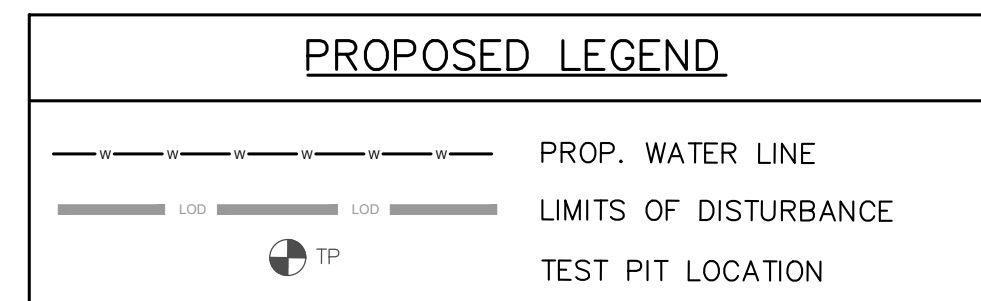 PROPOSED LEGEND
W W W W W W PROP. WATER LINE
LOD LOD LIMITS OF DISTURBANCE
TP TEST PIT LOCATION